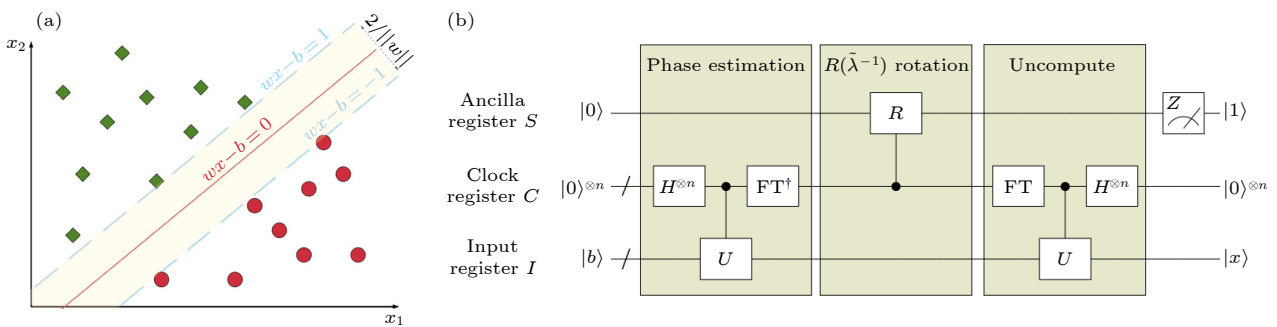 (a)
x₂
wx−b=1
2/||w||
wx−b=0
wx−b=−1
x₁
(b)
Phase estimation
R(λ̃⁻¹) rotation
Uncompute
Ancilla
register S
|0⟩
R
Z
|1⟩
Clock
register C
|0⟩⊗ⁿ
H⊗ⁿ
FT†
FT
H⊗ⁿ
|0⟩⊗ⁿ
Input
register I
|b⟩
U
U
|x⟩